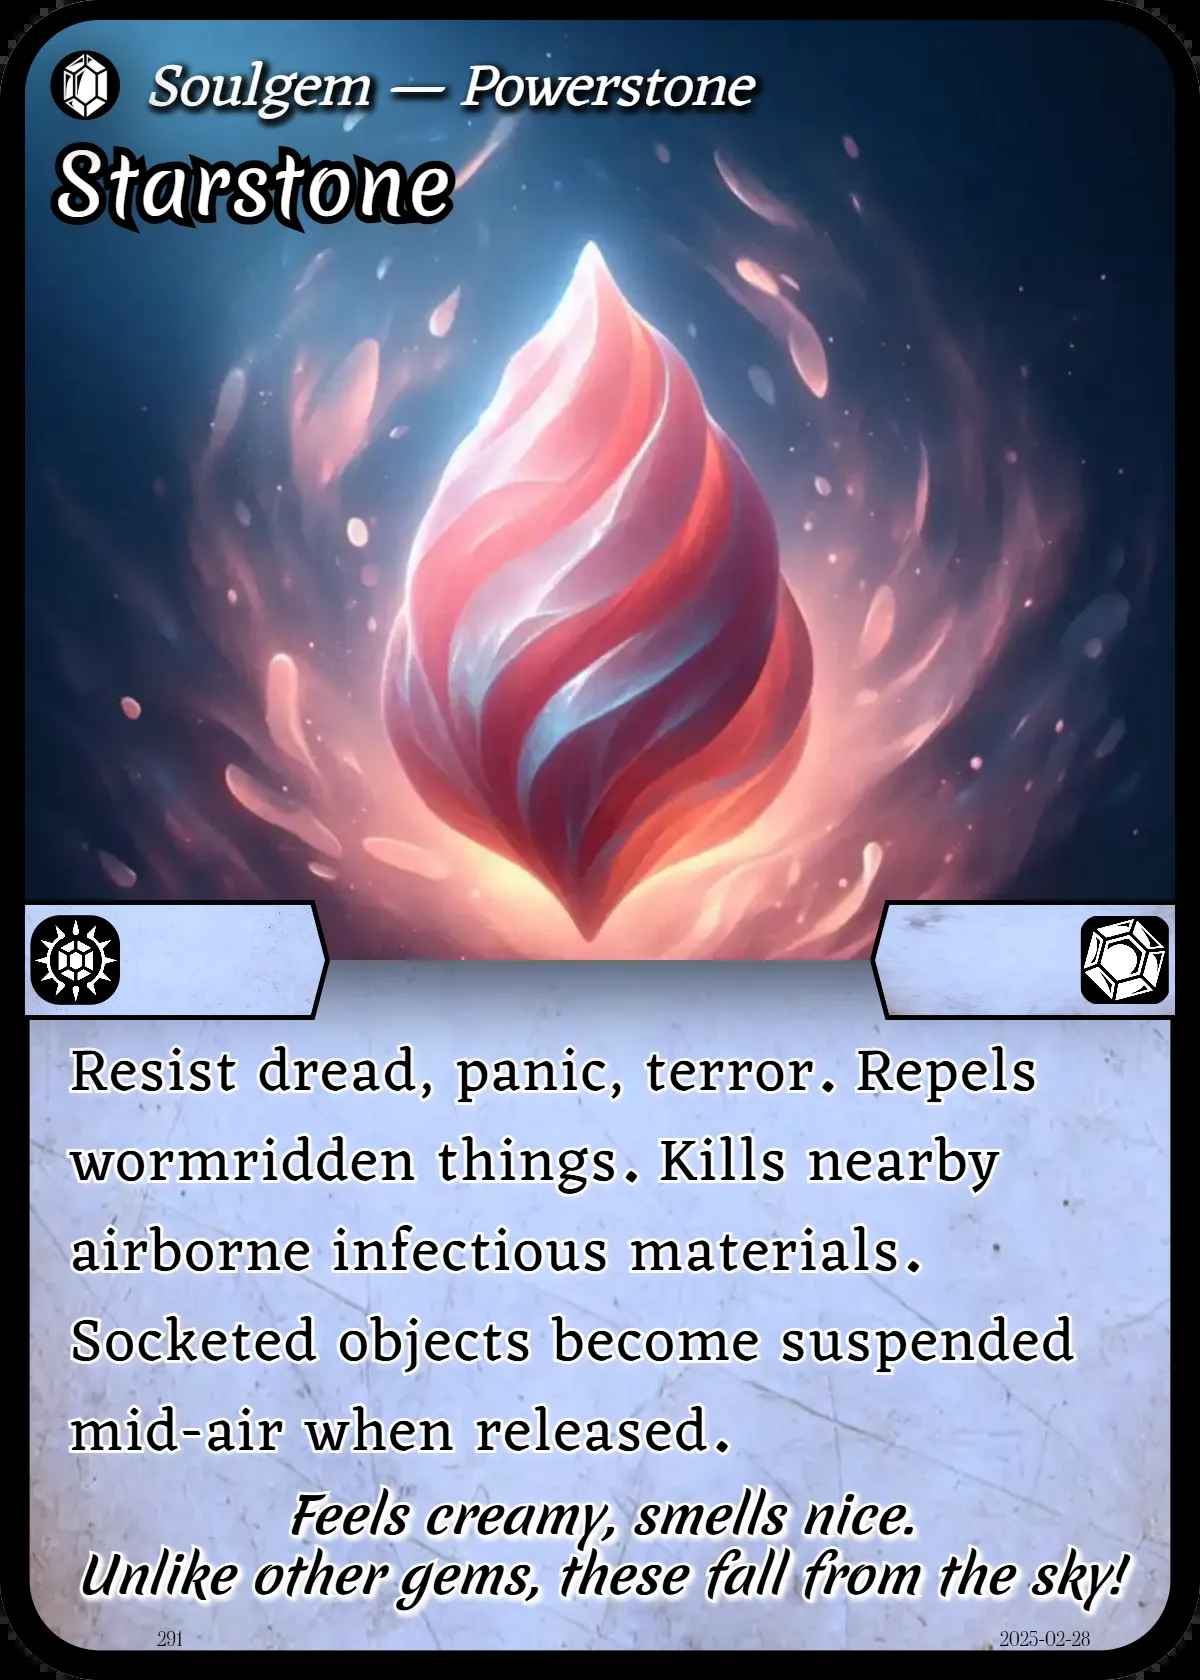 Soulgem — Powerstone
Starstone
Resist dread, panic, terror. Repels
wormridden things. Kills nearby
airborne infectious materials.
Socketed objects become suspended
mid-air when released.
Feels creamy, smells nice.
Unlike other gems, these fall from the sky!
291
2025-02-28